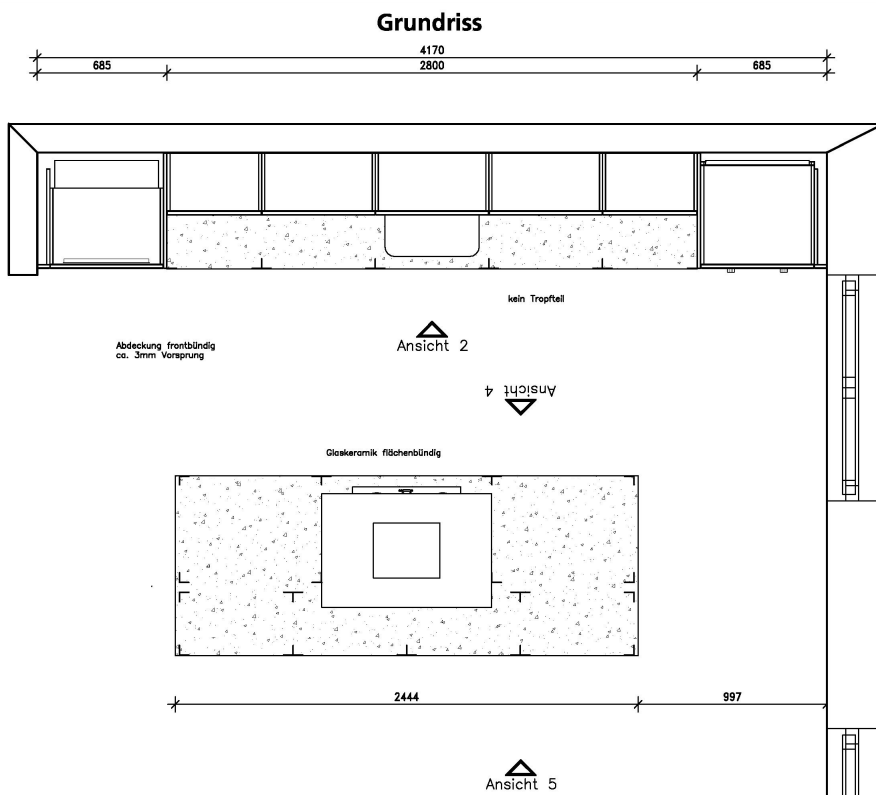 Grundriss
4170
685 2800 685
kein Tropfteil
Abdeckung frontbündig
ca. 3mm Vorsprung
Ansicht 2
Ansicht 4
Glaskeramik flächenbündig
2444 997
Ansicht 5